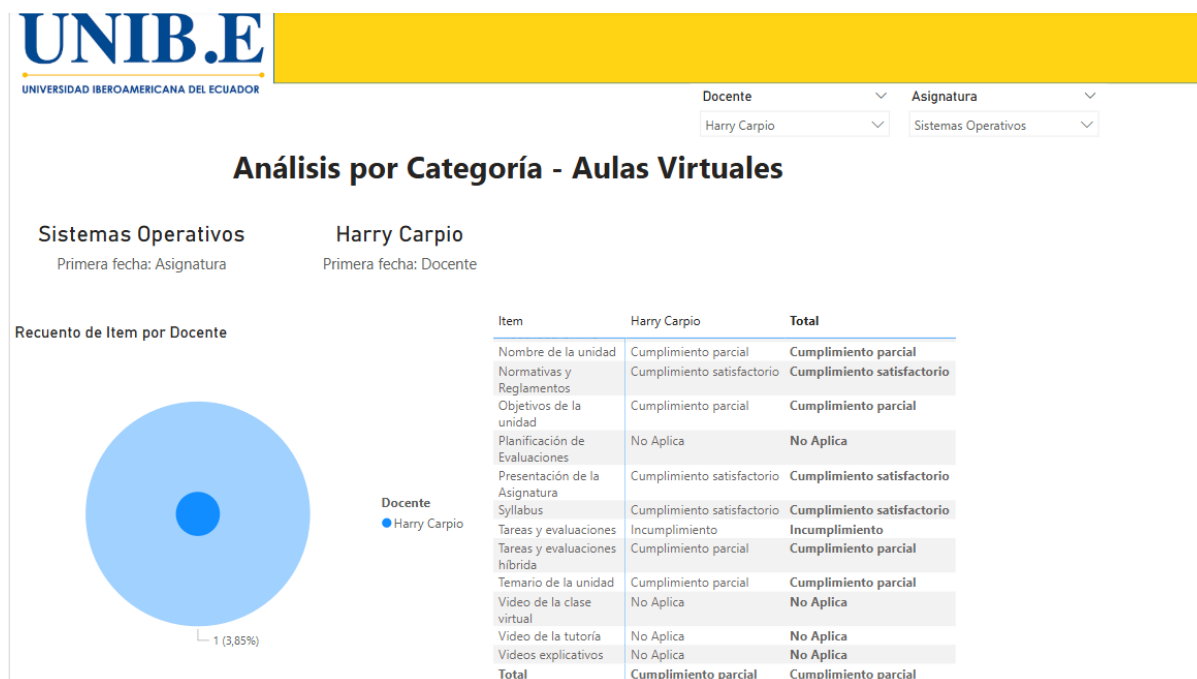 UNIB.E
UNIVERSIDAD IBEROAMERICANA DEL ECUADOR
Docente
Asignatura
Harry Carpio
Sistemas Operativos
Análisis por Categoría - Aulas Virtuales
Sistemas Operativos
Primera fecha: Asignatura
Harry Carpio
Primera fecha: Docente
Recuento de Item por Docente
1 (3,85%)
Docente
Harry Carpio
Item Harry Carpio Total
Nombre de la unidad Cumplimiento parcial Cumplimiento parcial
Normativas y Cumplimiento satisfactorio Cumplimiento satisfactorio
Reglamentos
Objetivos de la Cumplimiento parcial Cumplimiento parcial
unidad
Planificación de No Aplica No Aplica
Evaluaciones
Presentación de la Cumplimiento satisfactorio Cumplimiento satisfactorio
Asignatura
Syllabus Cumplimiento satisfactorio Cumplimiento satisfactorio
Tareas y evaluaciones Incumplimiento Incumplimiento
Tareas y evaluaciones Cumplimiento parcial Cumplimiento parcial
híbrida
Temario de la unidad Cumplimiento parcial Cumplimiento parcial
Video de la clase No Aplica No Aplica
virtual
Video de la tutoría No Aplica No Aplica
Videos explicativos No Aplica No Aplica
Total Cumplimiento parcial Cumplimiento parcial